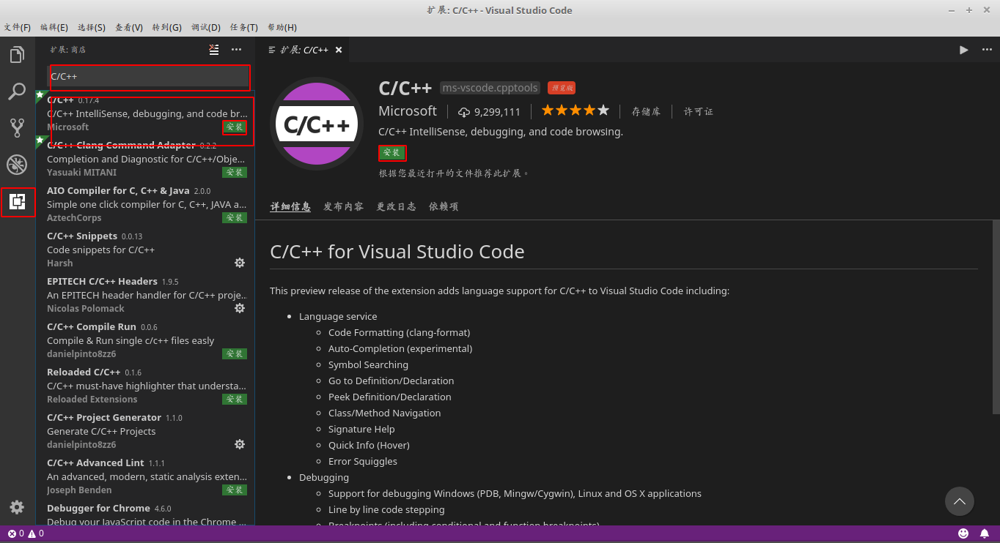 扩展: C/C++ - Visual Studio Code
文件(F) 编辑(E) 选择(S) 查看(V) 转到(G) 调试(D) 任务(T) 帮助(H)
扩展: 商店
C/C++
C/C++ 0.17.4
C/C++ IntelliSense, debugging, and code br...
Microsoft 安装
C/C++ Clang Command Adapter 0.2.2
Completion and Diagnostic for C/C++/Obje...
Yasuaki MITANI 安装
AIO Compiler for C, C++ & Java 2.0.0
Simple one click compiler for C, C++, JAVA a...
AztechCorps 安装
C/C++ Snippets 0.0.13
Code snippets for C/C++
Harsh
EPITECH C/C++ Headers 1.9.5
An EPITECH header handler for C/C++ proje...
Nicolas Polomack
C/C++ Compile Run 0.0.6
Compile & Run single c/c++ files easly
danielpinto8zz6 安装
Reloaded C/C++ 0.1.6
C/C++ must-have highlighter that understa...
Reloaded Extensions 安装
C/C++ Project Generator 1.1.0
Generate C/C++ Projects
danielpinto8zz6
C/C++ Advanced Lint 1.1.1
An advanced, modern, static analysis exten...
Joseph Benden 安装
Debugger for Chrome 4.6.0
Debug your JavaScript code in the Chrome ...
扩展: C/C++
C/C++
C/C++ ms-vscode.cpptools 预览版
Microsoft 9,299,111 存储库 许可证
C/C++ IntelliSense, debugging, and code browsing.
安装
根据您最近打开的文件推荐此扩展。
详细信息 发布内容 更改日志 依赖项
C/C++ for Visual Studio Code
This preview release of the extension adds language support for C/C++ to Visual Studio Code including:
Language service
Code Formatting (clang-format)
Auto-Completion (experimental)
Symbol Searching
Go to Definition/Declaration
Peek Definition/Declaration
Class/Method Navigation
Signature Help
Quick Info (Hover)
Error Squiggles
Debugging
Support for debugging Windows (PDB, Mingw/Cygwin), Linux and OS X applications
Line by line code stepping
Breakpoints (including conditional and function breakpoints)
0 0